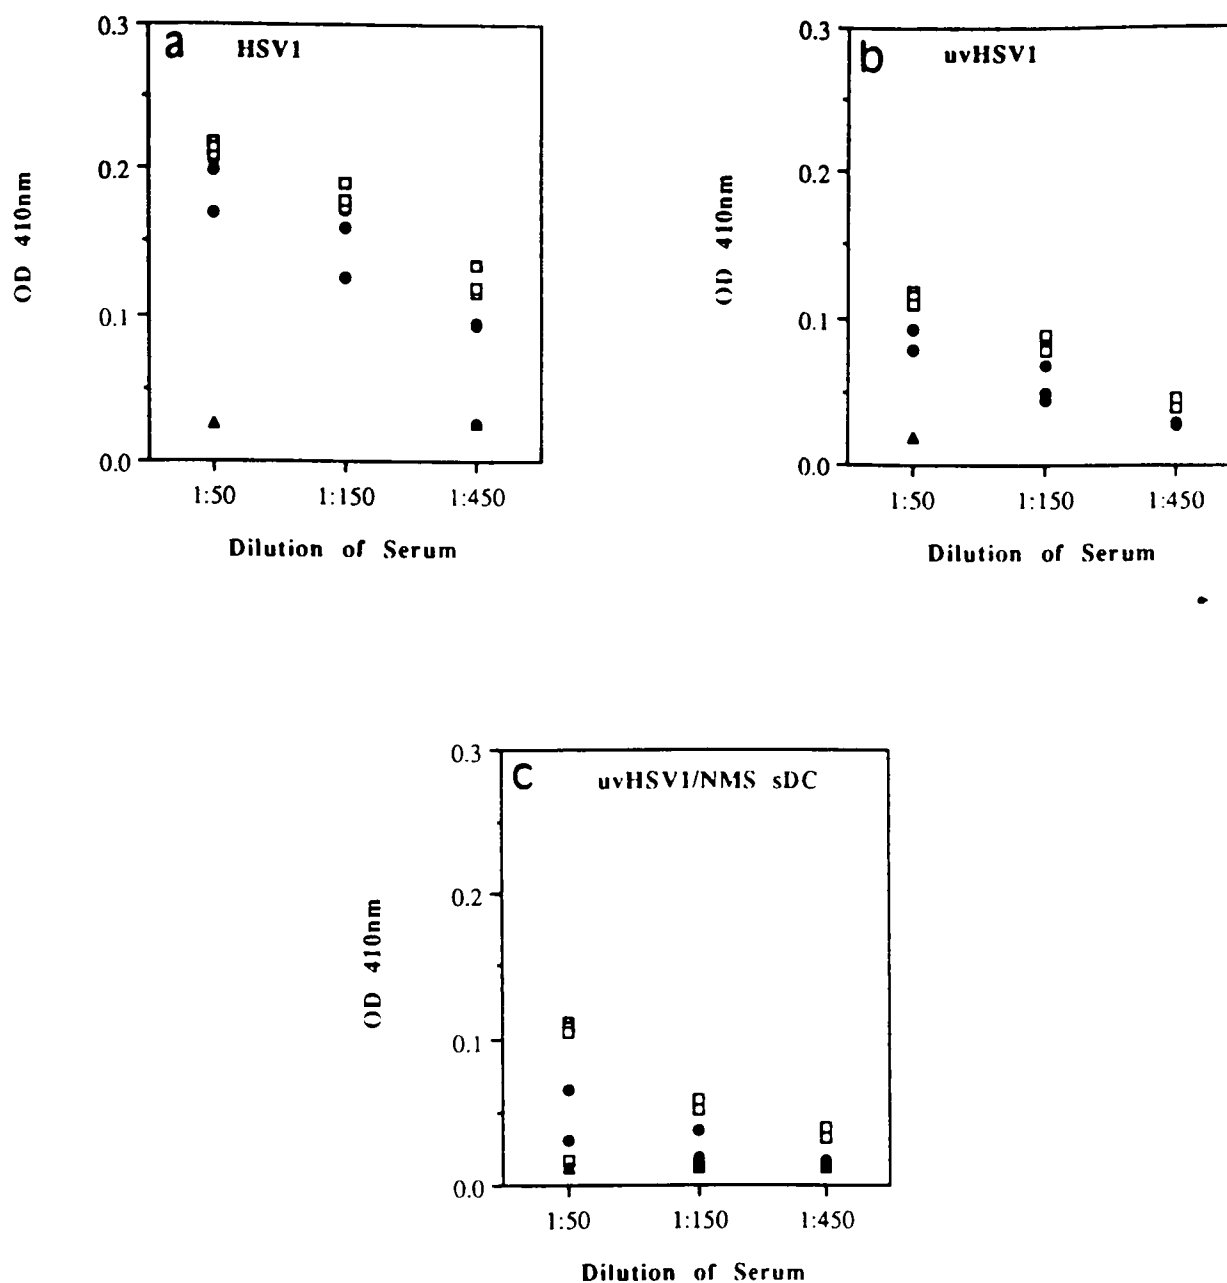 a HSV1
0.3
0.2
0.1
0.0
OD 410nm
1:50 1:150 1:450
Dilution of Serum
b uvHSV1
0.3
0.2
0.1
0.0
OD 410nm
1:50 1:150 1:450
Dilution of Serum
c uvHSV1/NMS sDC
0.3
0.2
0.1
0.0
OD 410nm
1:50 1:150 1:450
Dilution of Serum